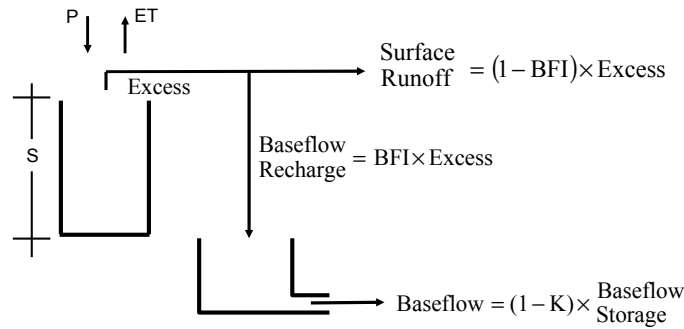 P ET
Surface
Runoff = (1 − BFI) × Excess
Excess
S
Baseflow
Recharge = BFI × Excess
Baseflow = (1 − K) × Baseflow
Storage